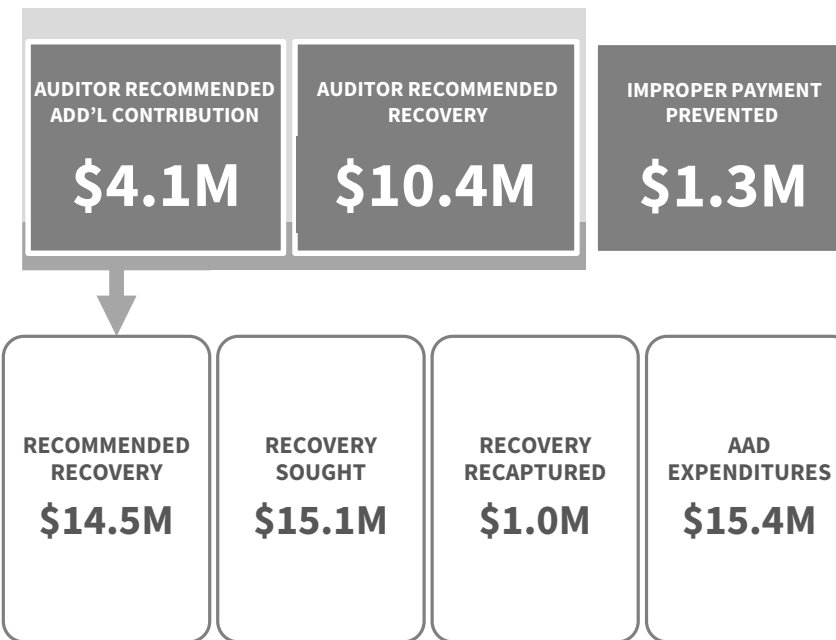 AUDITOR RECOMMENDED
ADD’L CONTRIBUTION
$4.1M
AUDITOR RECOMMENDED
RECOVERY
$10.4M
IMPROPER PAYMENT
PREVENTED
$1.3M
RECOMMENDED
RECOVERY
$14.5M
RECOVERY
SOUGHT
$15.1M
RECOVERY
RECAPTURED
$1.0M
AAD
EXPENDITURES
$15.4M